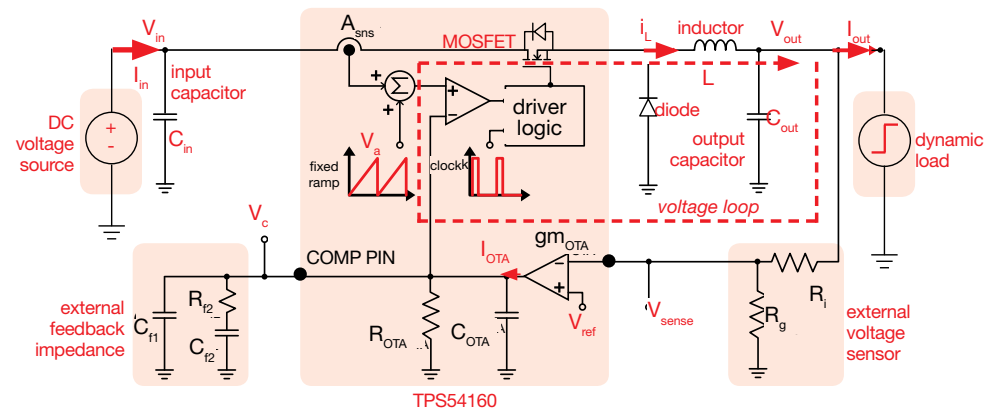 V_in
I_in
input
capacitor
C_in
DC
voltage
source
+
-
A_sns
MOSFET
+
+
Σ
+
−
driver
logic
V_a
fixed
ramp
clock
i_L
inductor
L
V_out
I_out
diode
C_out
output
capacitor
dynamic
load
voltage loop
V_c
COMP PIN
I_OTA
gm_OTA
−
+
V_ref
V_sense
R_i
R_g
external
voltage
sensor
external
feedback
impedance
C_f1
R_f2
C_f2
R_OTA
C_OTA
TPS54160